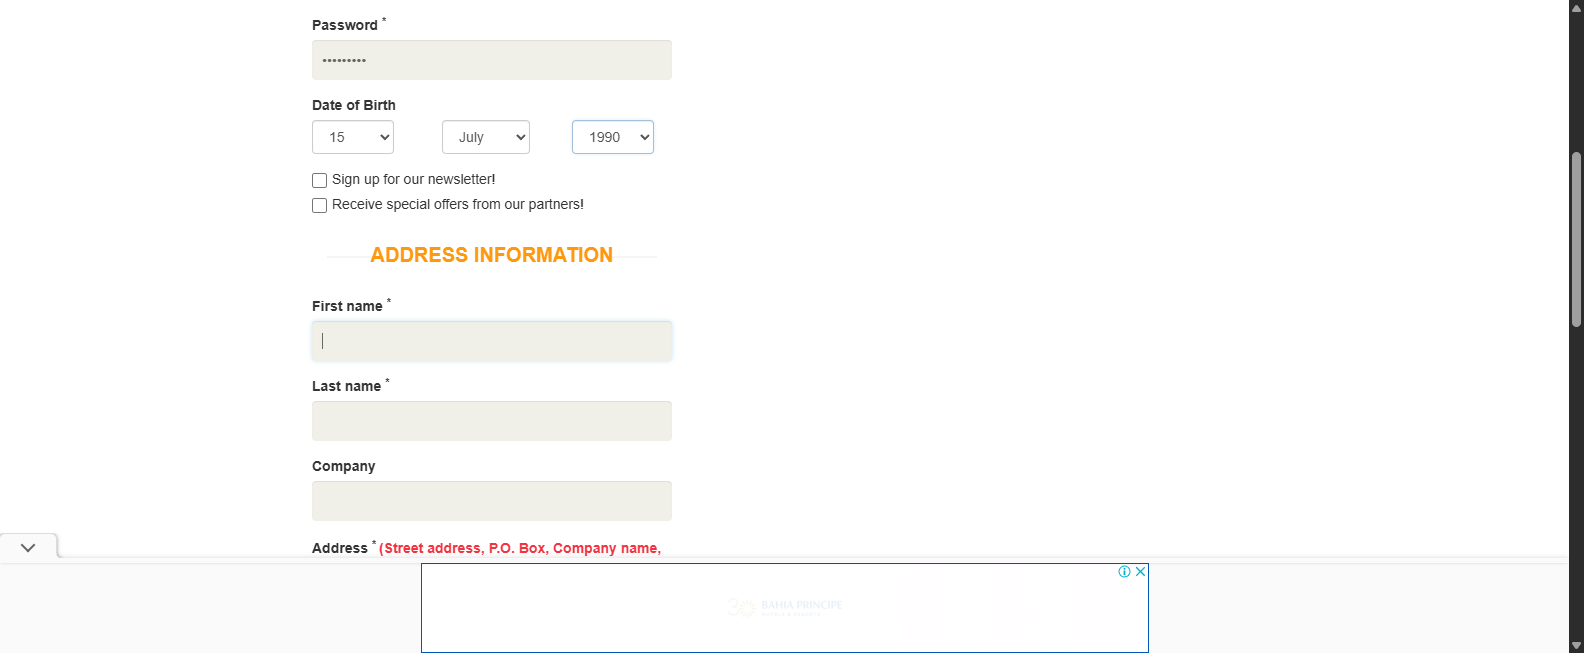 Password *
•••••••••
Date of Birth
15 July 1990
Sign up for our newsletter!
Receive special offers from our partners!
ADDRESS INFORMATION
First name *
Last name *
Company
Address * (Street address, P.O. Box, Company name,
BAHIA PRINCIPE